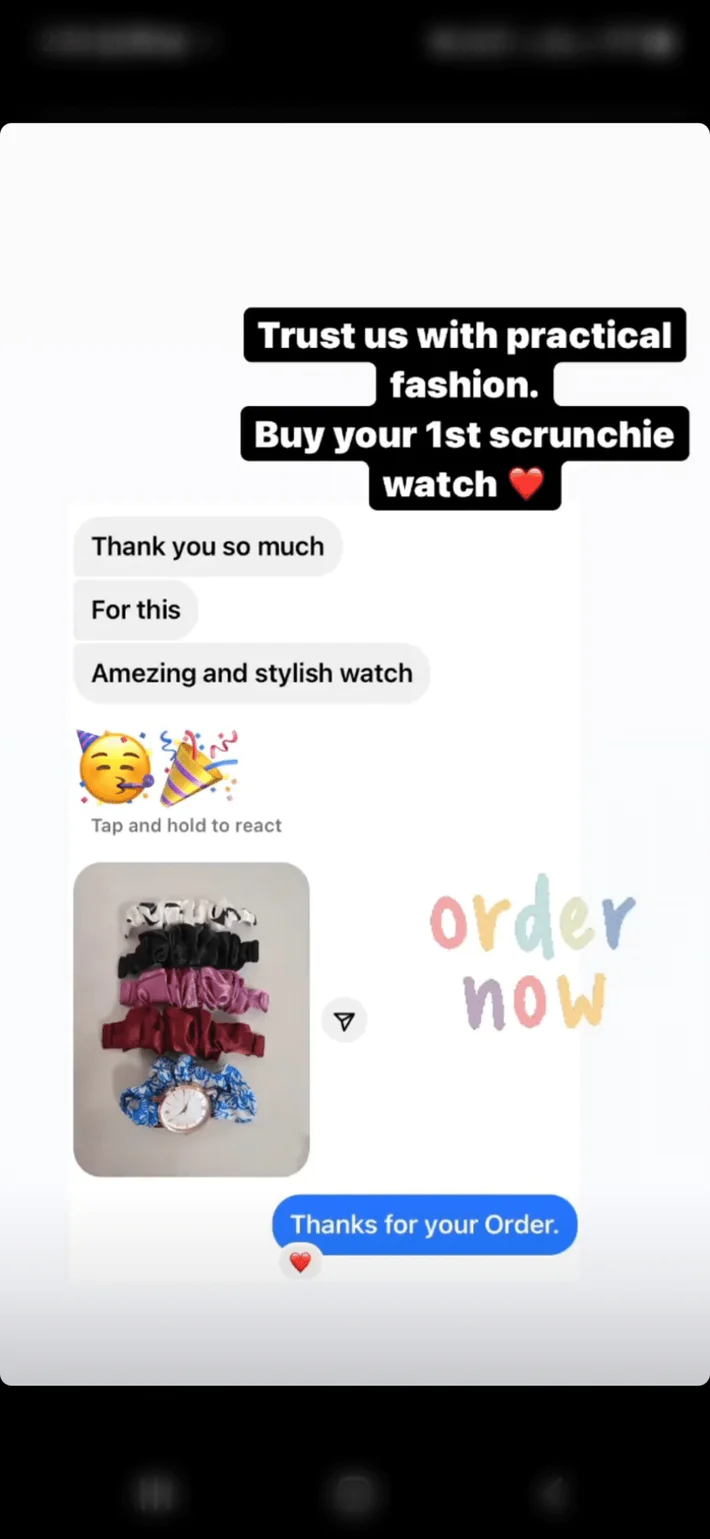 Trust us with practical
fashion.
Buy your 1st scrunchie
watch ❤️
Thank you so much
For this
Amezing and stylish watch
🥳🎉
Tap and hold to react
order
now
Thanks for your Order.
❤️